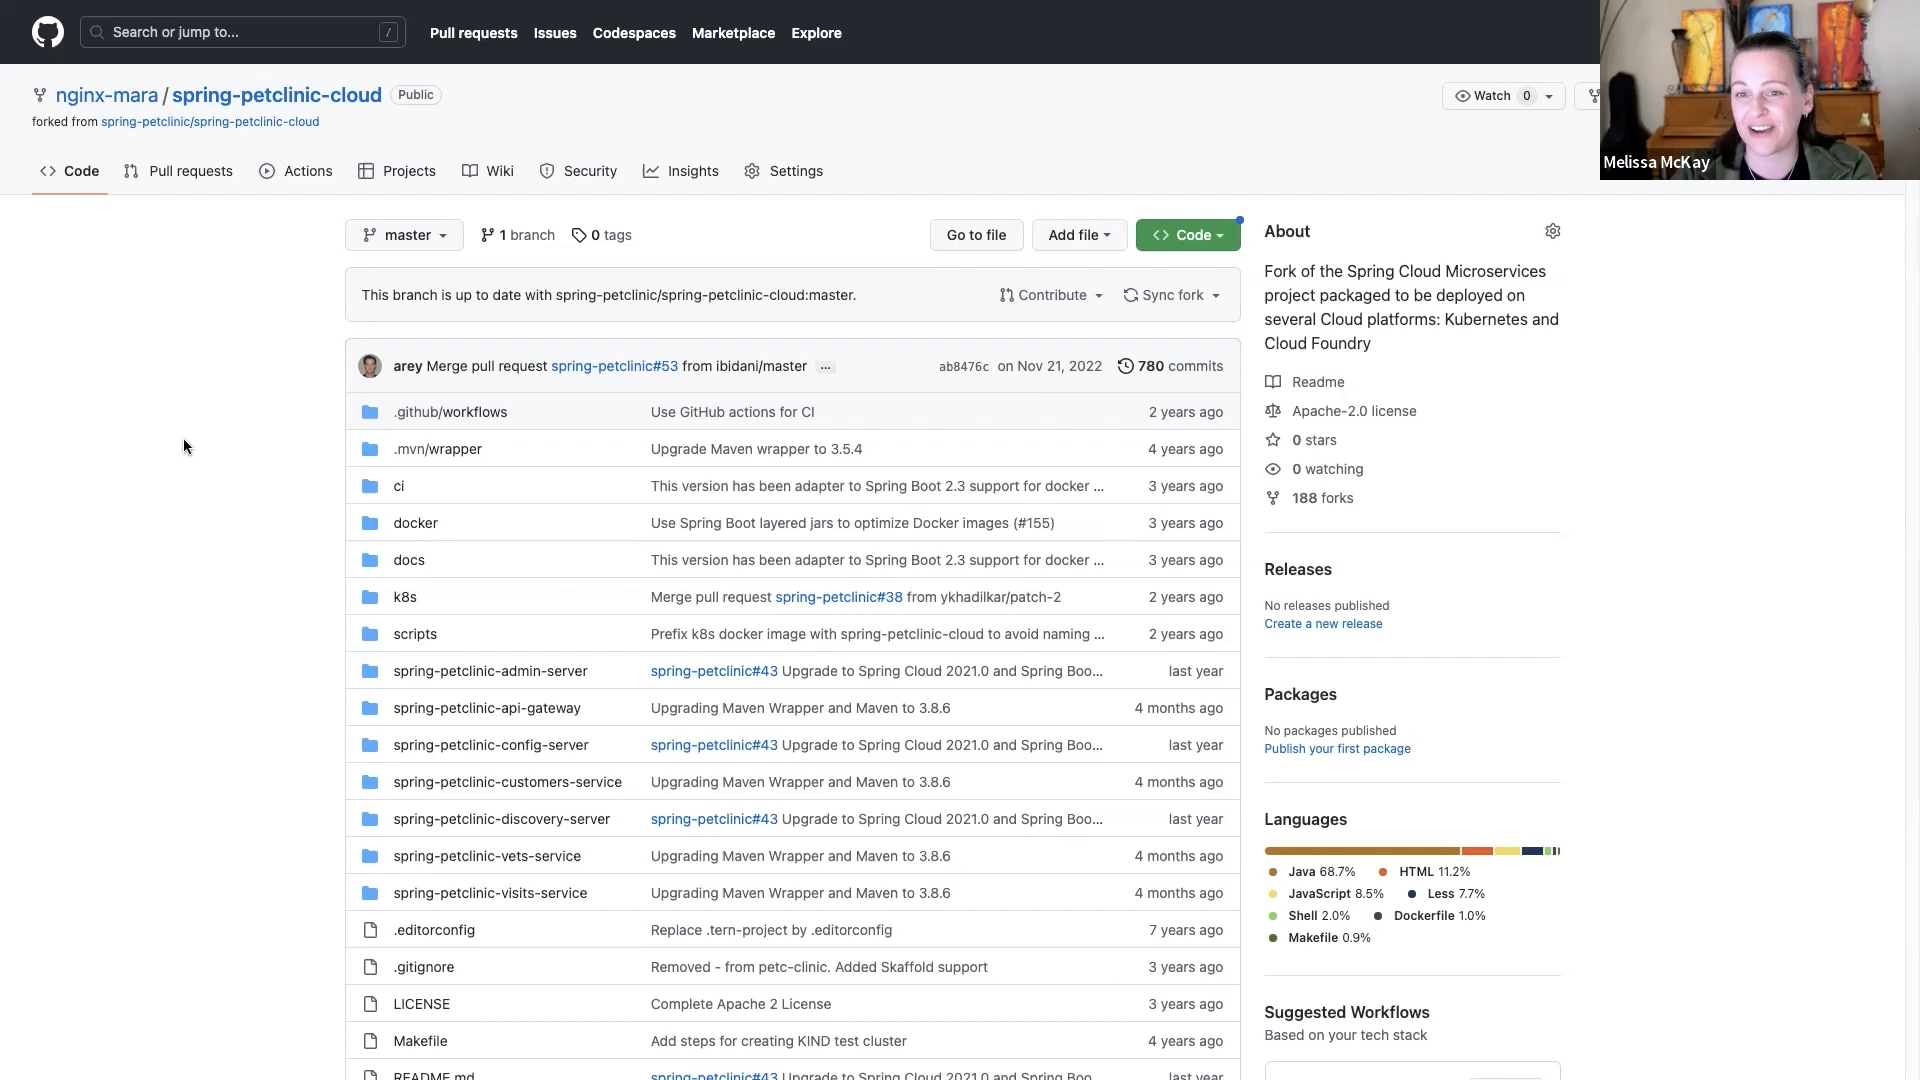 Search or jump to... /
Pull requests Issues Codespaces Marketplace Explore
nginx-mara / spring-petclinic-cloud Public
forked from spring-petclinic/spring-petclinic-cloud
Watch 0
Melissa McKay
Code Pull requests Actions Projects Wiki Security Insights Settings
master 1 branch 0 tags Go to file Add file Code
This branch is up to date with spring-petclinic/spring-petclinic-cloud:master. Contribute Sync fork
arey Merge pull request spring-petclinic#53 from ibidani/master ... ab8476c on Nov 21, 2022 780 commits
.github/workflows Use GitHub actions for CI 2 years ago
.mvn/wrapper Upgrade Maven wrapper to 3.5.4 4 years ago
ci This version has been adapter to Spring Boot 2.3 support for docker ... 3 years ago
docker Use Spring Boot layered jars to optimize Docker images (#155) 3 years ago
docs This version has been adapter to Spring Boot 2.3 support for docker ... 3 years ago
k8s Merge pull request spring-petclinic#38 from ykhadilkar/patch-2 2 years ago
scripts Prefix k8s docker image with spring-petclinic-cloud to avoid naming ... 2 years ago
spring-petclinic-admin-server spring-petclinic#43 Upgrade to Spring Cloud 2021.0 and Spring Boo... last year
spring-petclinic-api-gateway Upgrading Maven Wrapper and Maven to 3.8.6 4 months ago
spring-petclinic-config-server spring-petclinic#43 Upgrade to Spring Cloud 2021.0 and Spring Boo... last year
spring-petclinic-customers-service Upgrading Maven Wrapper and Maven to 3.8.6 4 months ago
spring-petclinic-discovery-server spring-petclinic#43 Upgrade to Spring Cloud 2021.0 and Spring Boo... last year
spring-petclinic-vets-service Upgrading Maven Wrapper and Maven to 3.8.6 4 months ago
spring-petclinic-visits-service Upgrading Maven Wrapper and Maven to 3.8.6 4 months ago
.editorconfig Replace .tern-project by .editorconfig 7 years ago
.gitignore Removed - from petc-clinic. Added Skaffold support 3 years ago
LICENSE Complete Apache 2 License 3 years ago
Makefile Add steps for creating KIND test cluster 4 years ago
README.md spring-petclinic#43 Upgrade to Spring Cloud 2021.0 and Spring Boo... last year
About
Fork of the Spring Cloud Microservices
project packaged to be deployed on
several Cloud platforms: Kubernetes and
Cloud Foundry
Readme
Apache-2.0 license
0 stars
0 watching
188 forks
Releases
No releases published
Create a new release
Packages
No packages published
Publish your first package
Languages
Java 68.7% HTML 11.2%
JavaScript 8.5% Less 7.7%
Shell 2.0% Dockerfile 1.0%
Makefile 0.9%
Suggested Workflows
Based on your tech stack